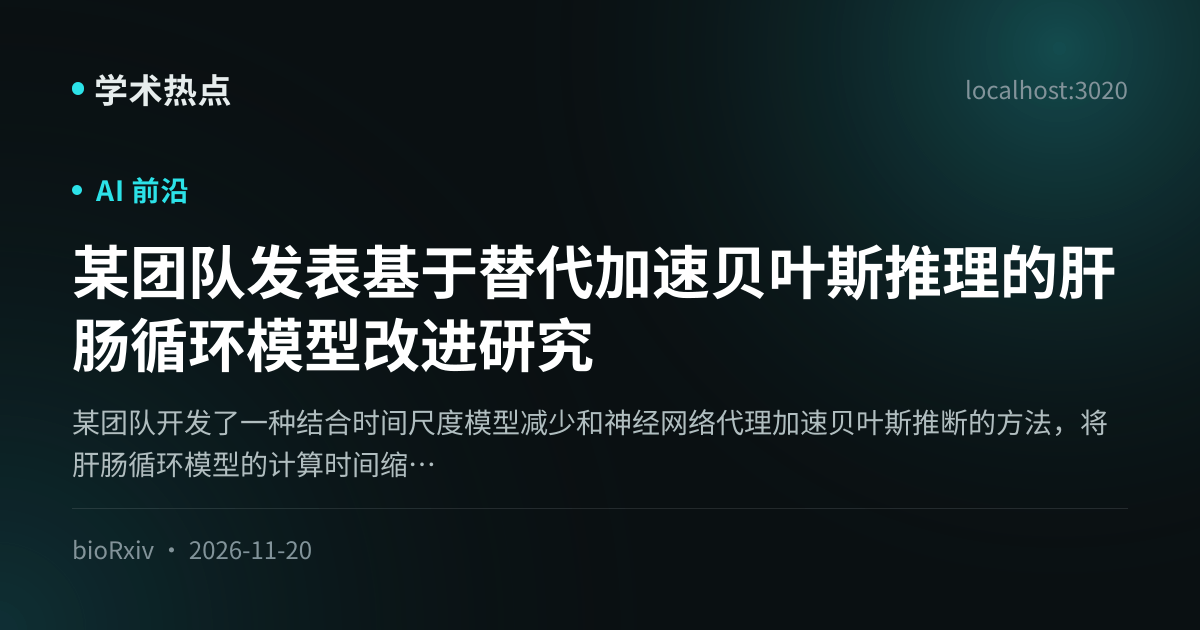 学术热点
localhost:3020
AI 前沿
某团队发表基于替代加速贝叶斯推理的肝
肠循环模型改进研究
某团队开发了一种结合时间尺度模型减少和神经网络代理加速贝叶斯推断的方法，将
肝肠循环模型的计算时间缩…
bioRxiv · 2026-11-20